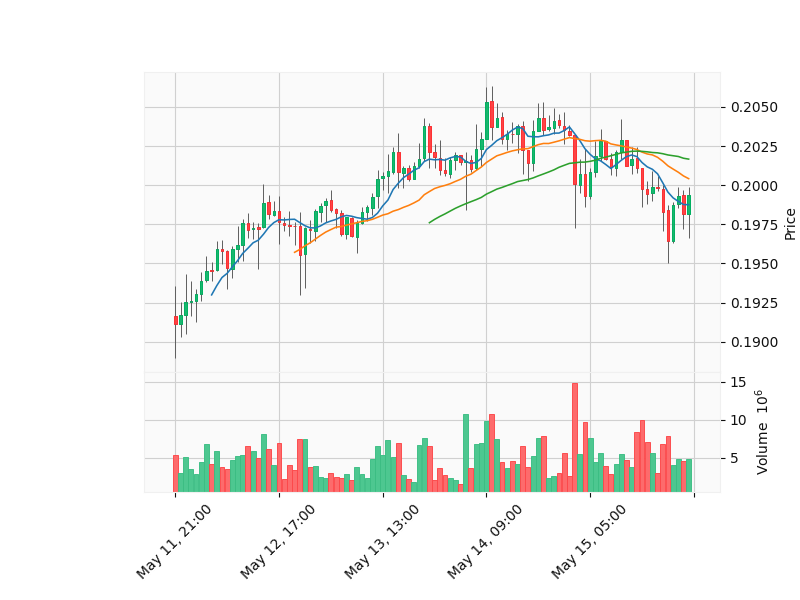 0.2050
0.2025
0.2000
0.1975
0.1950
0.1925
0.1900
Price
15
10
5
Volume 10^6
May 11, 21:00
May 12, 17:00
May 13, 13:00
May 14, 09:00
May 15, 05:00